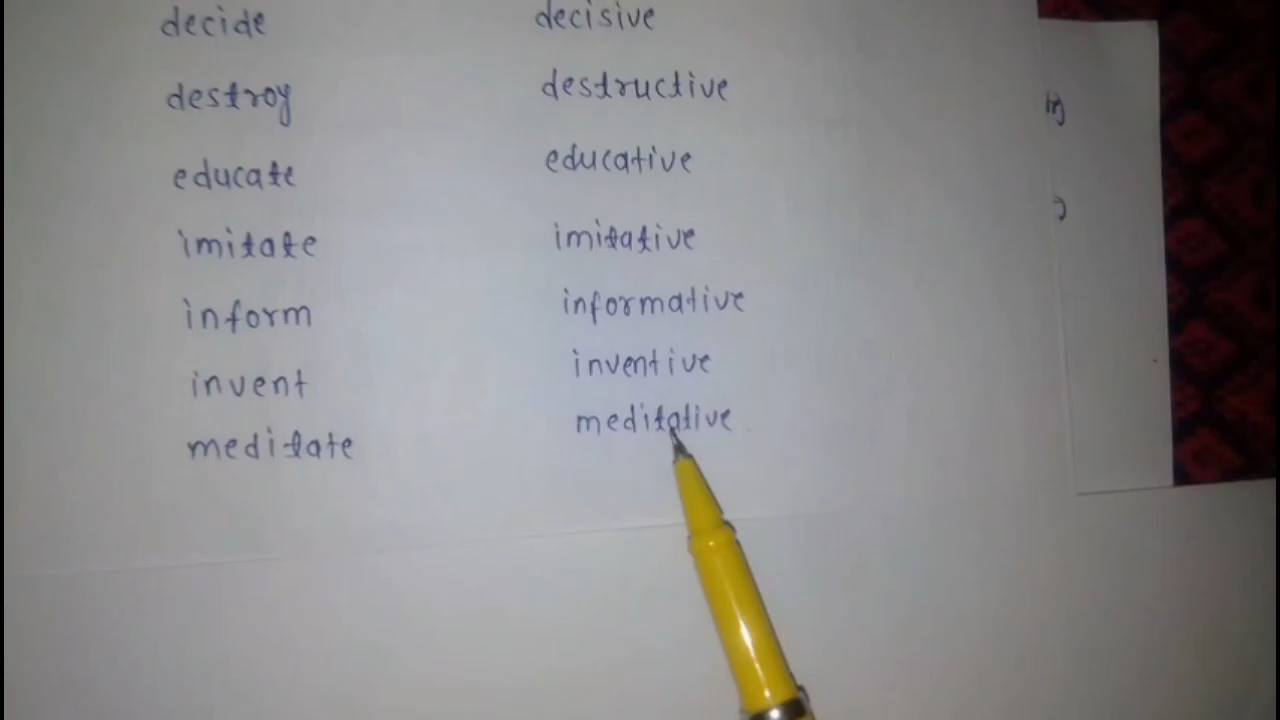 decide decisive
destroy destructive
educate educative
imitate imitative
inform informative
invent inventive
meditate meditative